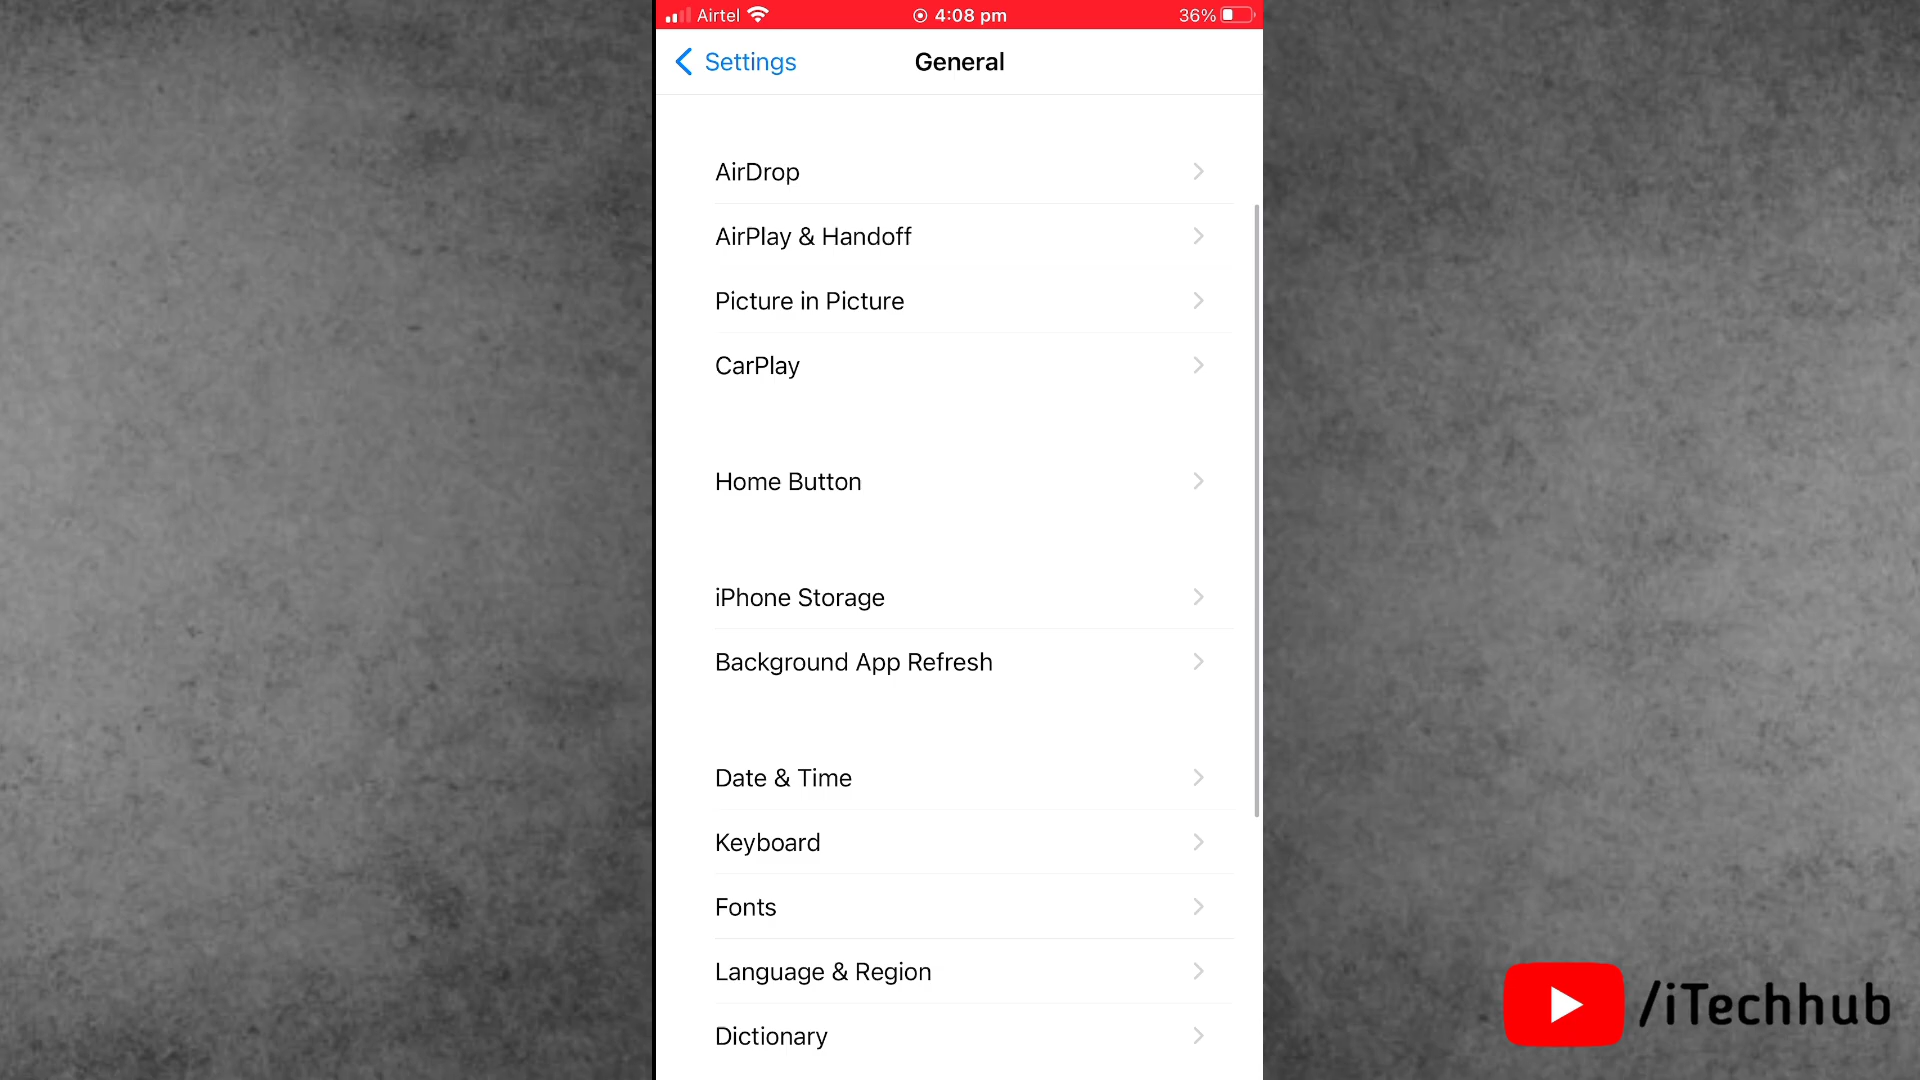 Airtel 4:08 pm 36%
Settings General
AirDrop
AirPlay & Handoff
Picture in Picture
CarPlay
Home Button
iPhone Storage
Background App Refresh
Date & Time
Keyboard
Fonts
Language & Region
Dictionary
/iTechhub